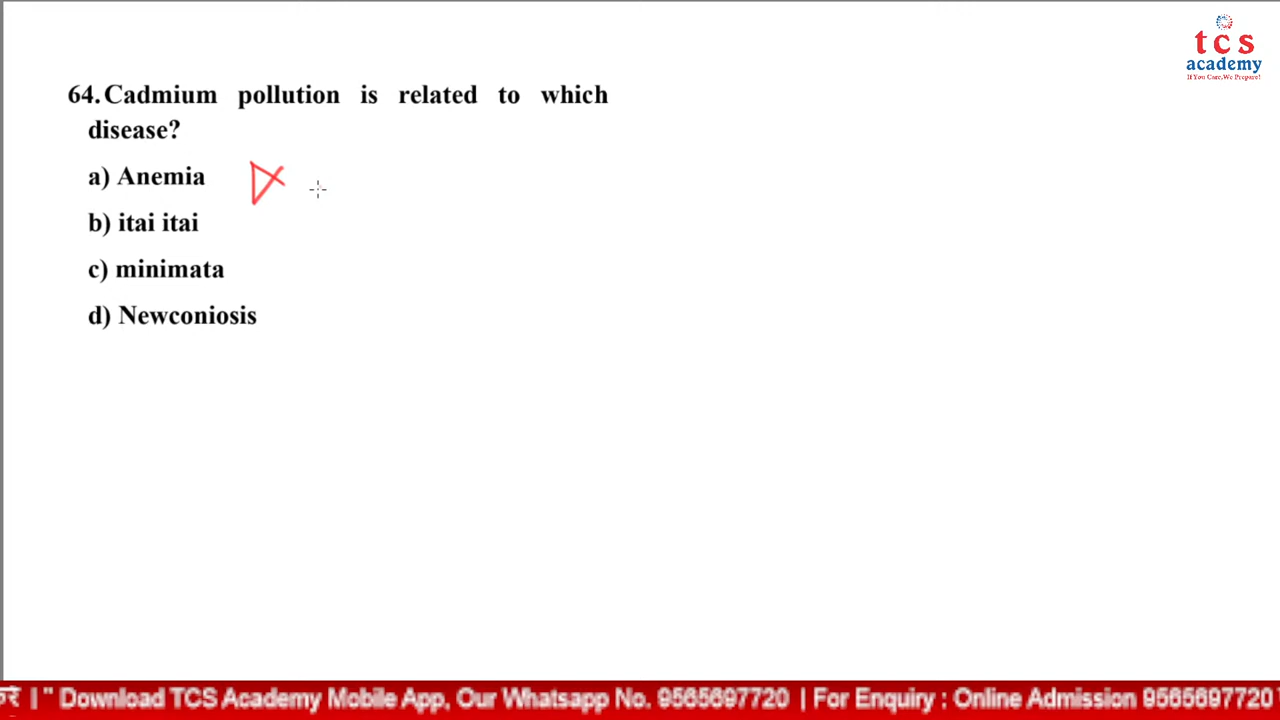 tcs
academy
If You Care,We Prepare!
64. Cadmium pollution is related to which
disease?
a) Anemia
b) itai itai
c) minimata
d) Newconiosis
करें | " Download TCS Academy Mobile App, Our Whatsapp No. 9565697720 | For Enquiry : Online Admission 9565697720